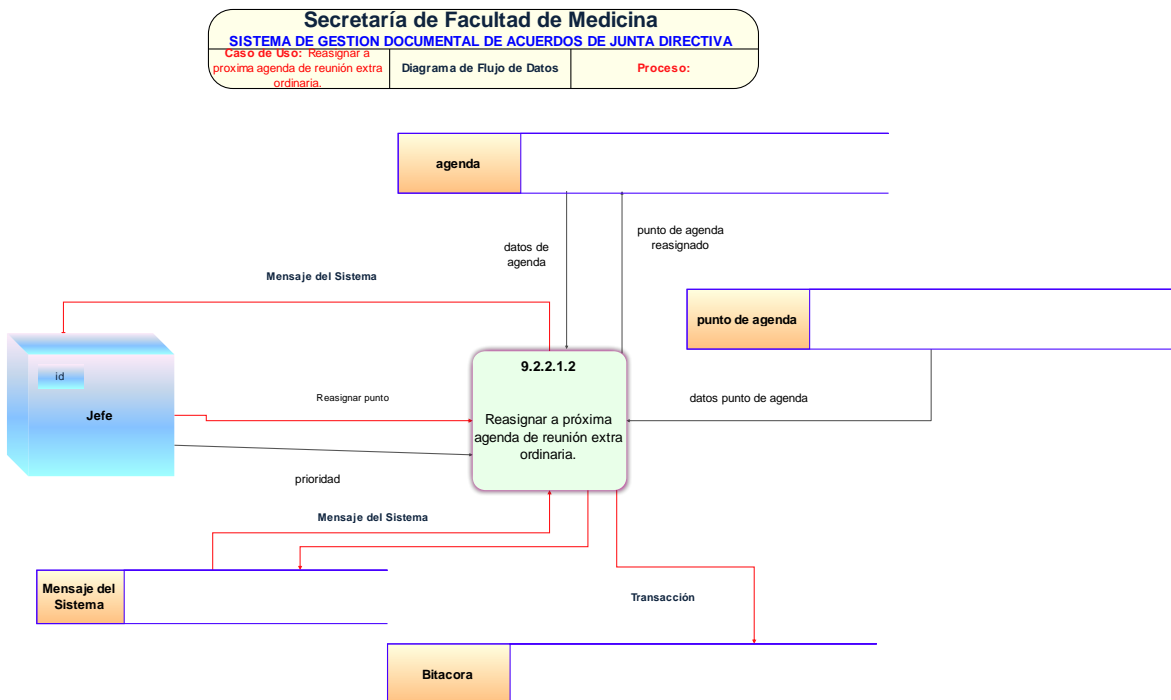 Secretaría de Facultad de Medicina
SISTEMA DE GESTION DOCUMENTAL DE ACUERDOS DE JUNTA DIRECTIVA
Caso de Uso: Reasignar a
proxima agenda de reunión extra
ordinaria.
Diagrama de Flujo de Datos
Proceso:
agenda
datos de
agenda
punto de agenda
reasignado
Mensaje del Sistema
punto de agenda
id
Jefe
9.2.2.1.2
Reasignar a próxima
agenda de reunión extra
ordinaria.
Reasignar punto
datos punto de agenda
prioridad
Mensaje del Sistema
Mensaje del
Sistema
Transacción
Bitacora